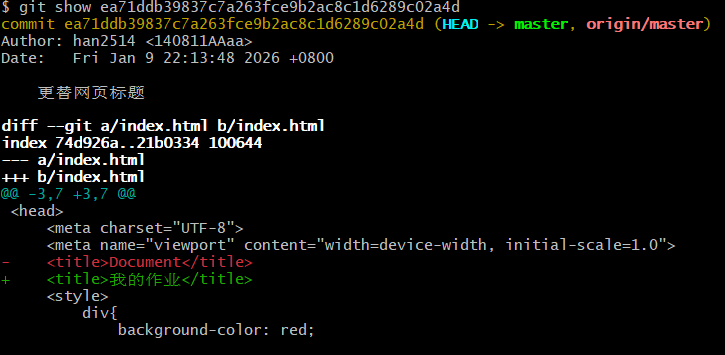 $ git show ea71ddb39837c7a263fce9b2ac8c1d6289c02a4d
commit ea71ddb39837c7a263fce9b2ac8c1d6289c02a4d (HEAD -> master, origin/master)
Author: han2514 <140811AAaa>
Date:   Fri Jan 9 22:13:48 2026 +0800

    更替网页标题

diff --git a/index.html b/index.html
index 74d926a..21b0334 100644
--- a/index.html
+++ b/index.html
@@ -3,7 +3,7 @@
 <head>
     <meta charset="UTF-8">
     <meta name="viewport" content="width=device-width, initial-scale=1.0">
-    <title>Document</title>
+    <title>我的作业</title>
     <style>
         div{
             background-color: red;